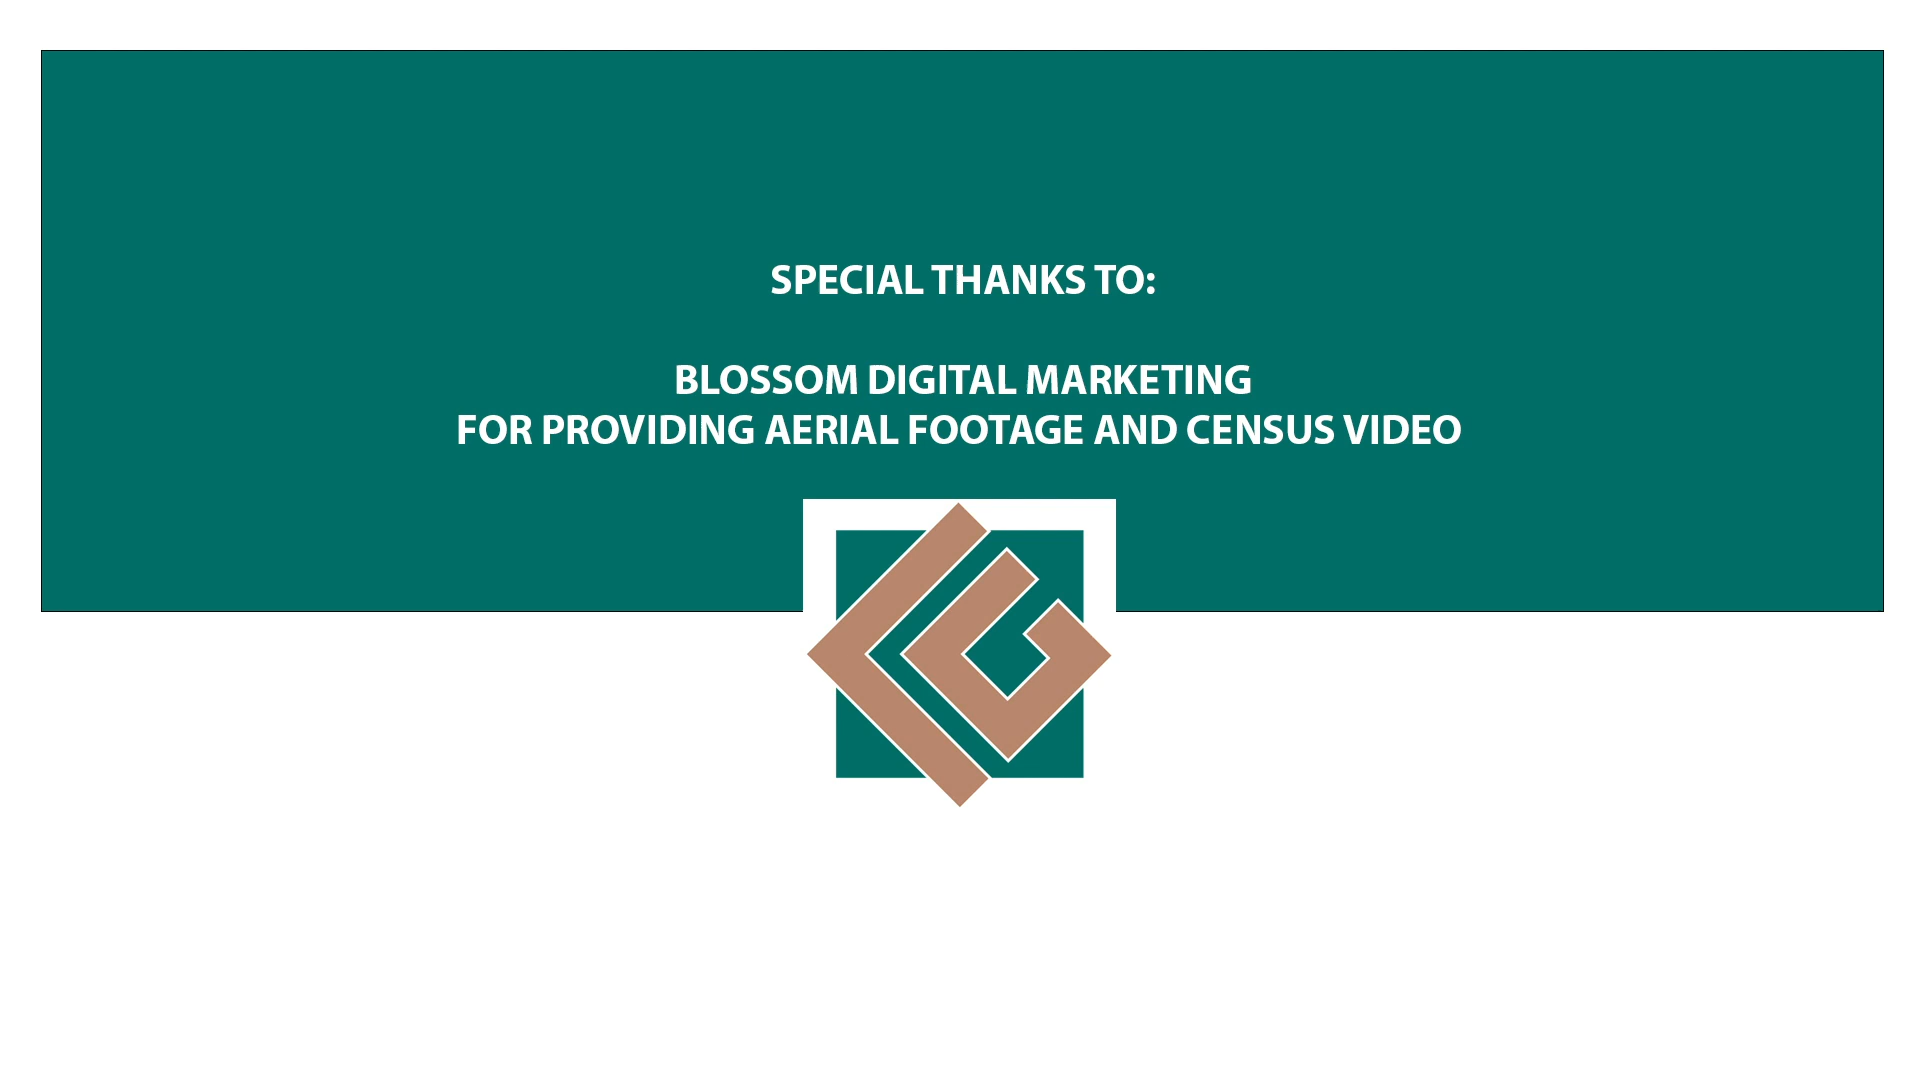 SPECIAL THANKS TO:
BLOSSOM DIGITAL MARKETING
FOR PROVIDING AERIAL FOOTAGE AND CENSUS VIDEO